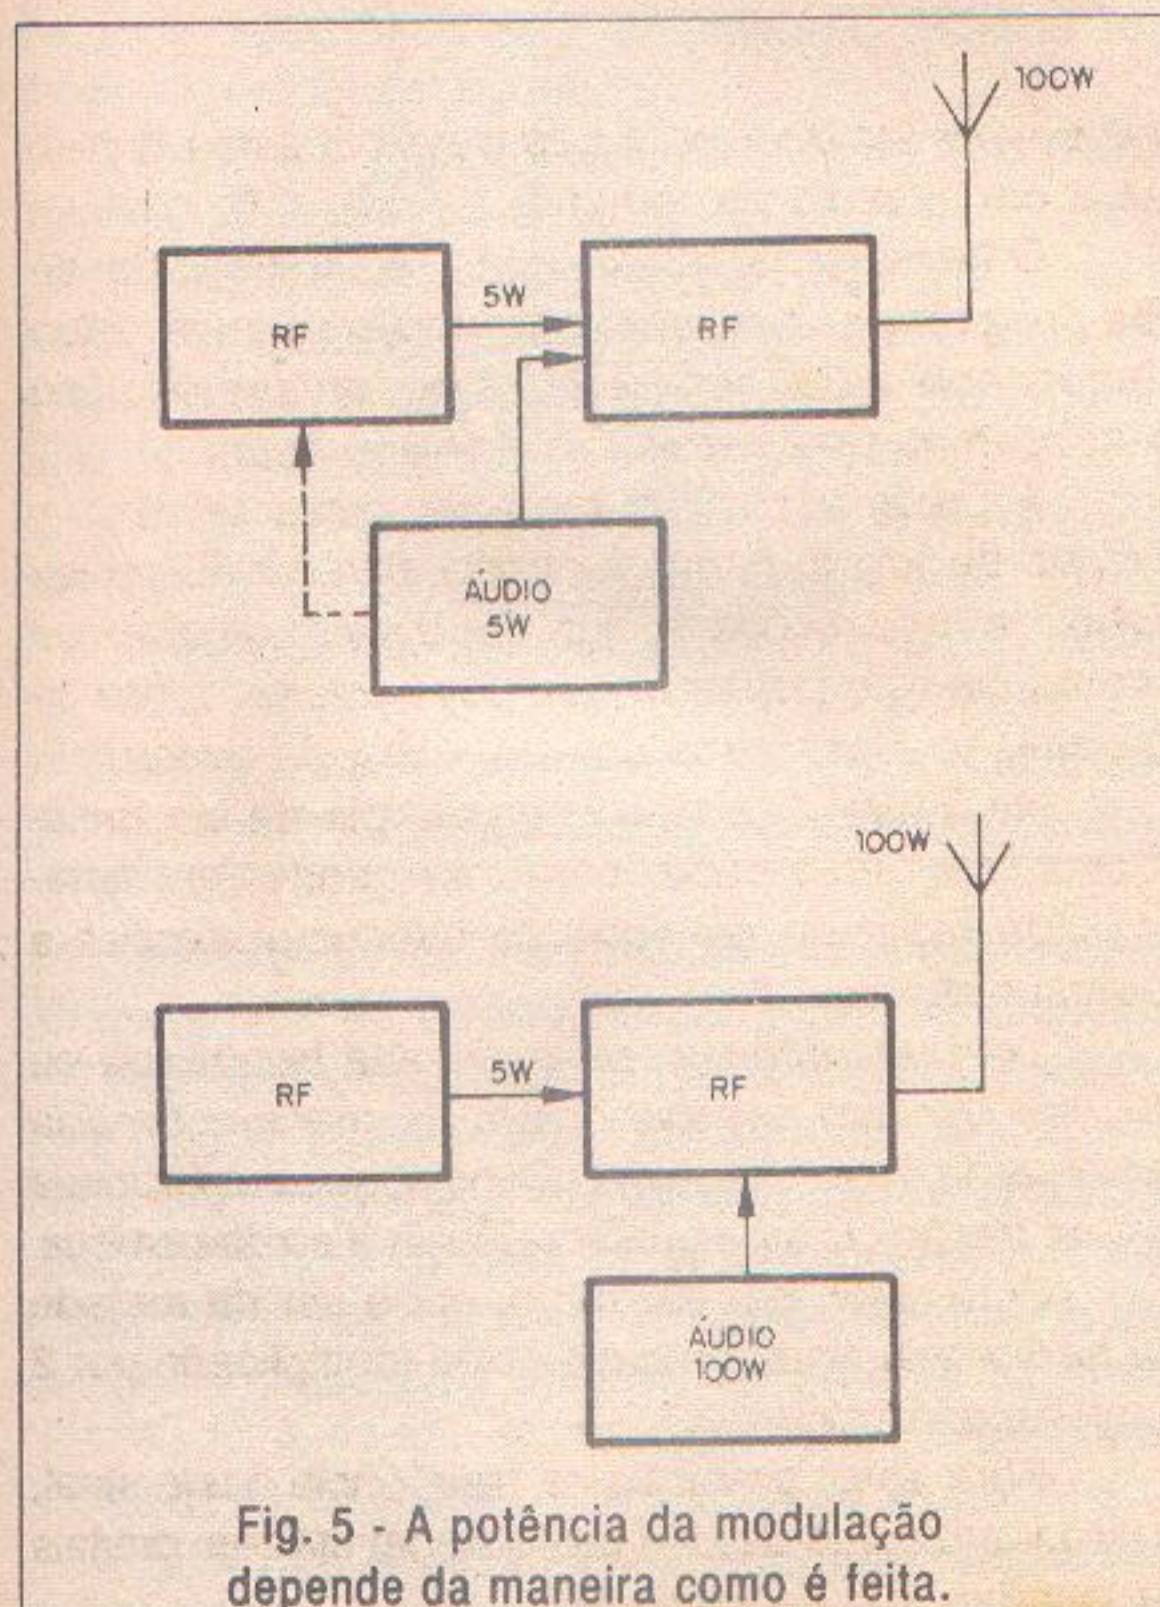 100W
RF
5W
RF
ÁUDIO
5W
100W
RF
5W
RF
ÁUDIO
100W
Fig. 5 - A potência da modulação
depende da maneira como é feita.